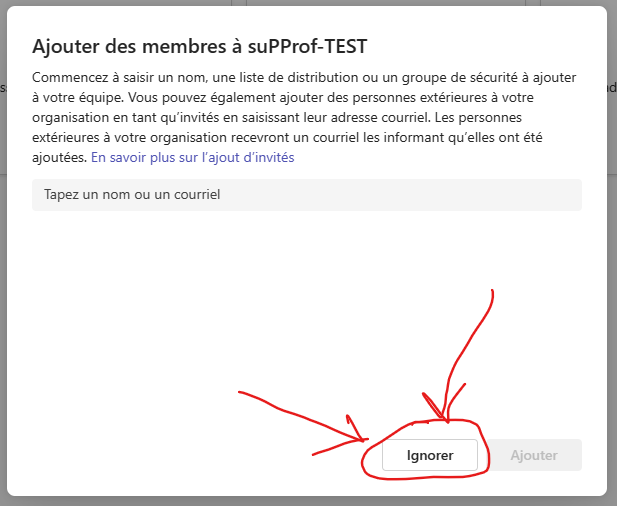 Ajouter des membres à suPProf-TEST
Commencez à saisir un nom, une liste de distribution ou un groupe de sécurité à ajouter
à votre équipe. Vous pouvez également ajouter des personnes extérieures à votre
organisation en tant qu'invités en saisissant leur adresse courriel. Les personnes
extérieures à votre organisation recevront un courriel les informant qu'elles ont été
ajoutées. En savoir plus sur l'ajout d'invités
Tapez un nom ou un courriel
Ignorer
Ajouter